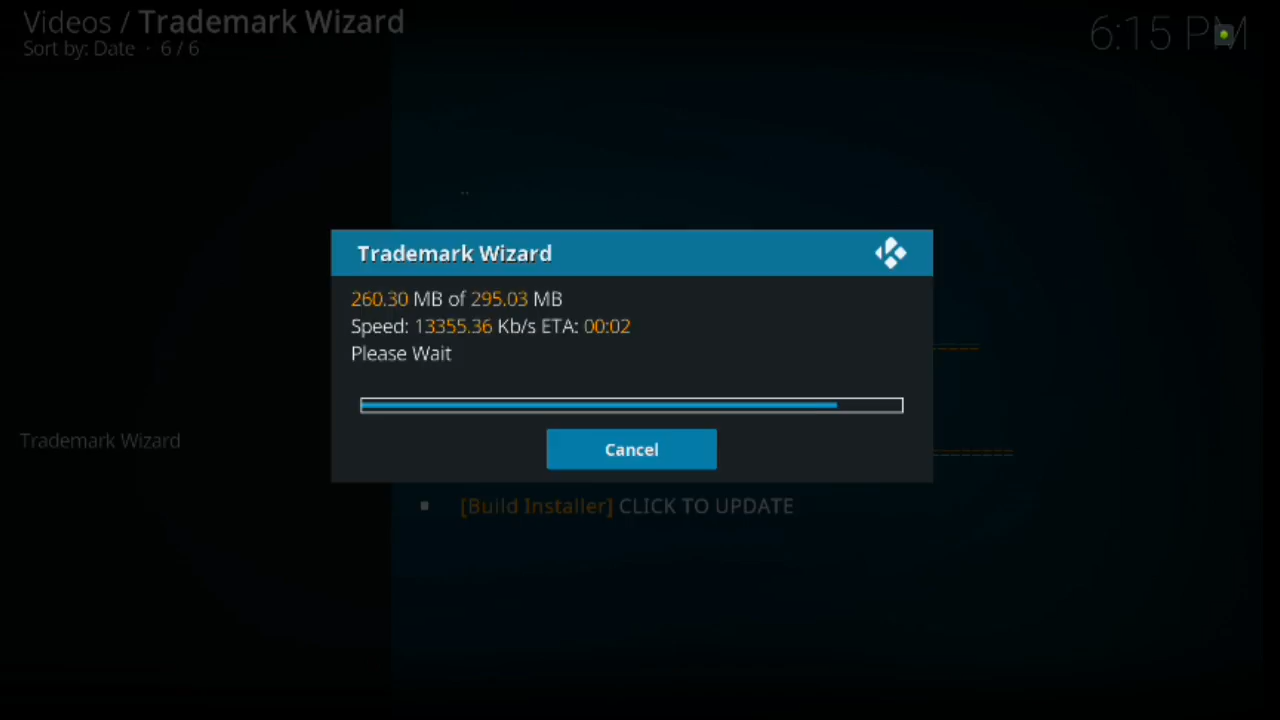 Videos / Trademark Wizard
Sort by: Date · 6 / 6
6:15 PM
..
Trademark Wizard
260.30 MB of 295.03 MB
Speed: 13355.36 Kb/s ETA: 00:02
Please Wait
Cancel
Trademark Wizard
[Build Installer] CLICK TO UPDATE